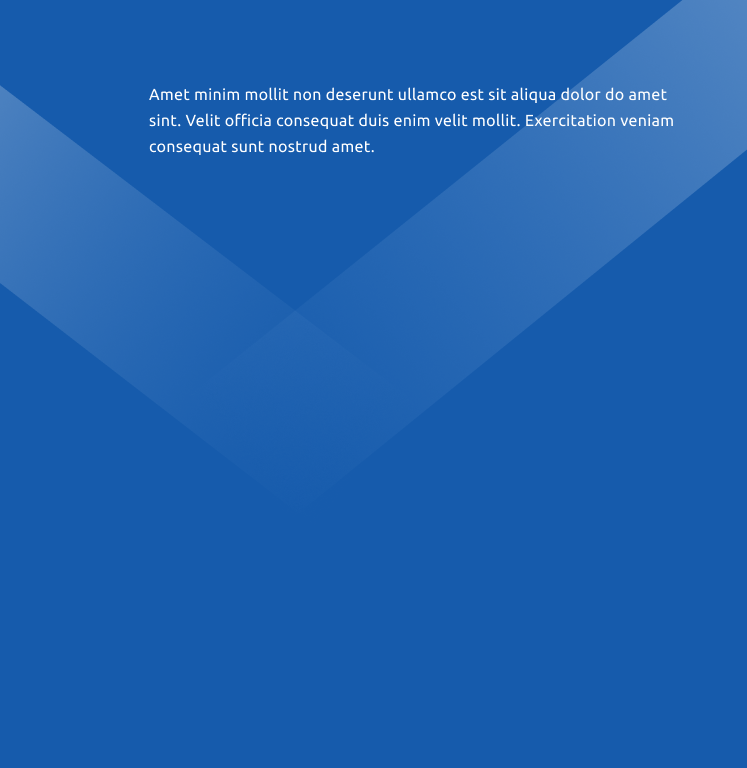 Amet minim mollit non deserunt ullamco est sit aliqua dolor do amet
sint. Velit officia consequat duis enim velit mollit. Exercitation veniam
consequat sunt nostrud amet.